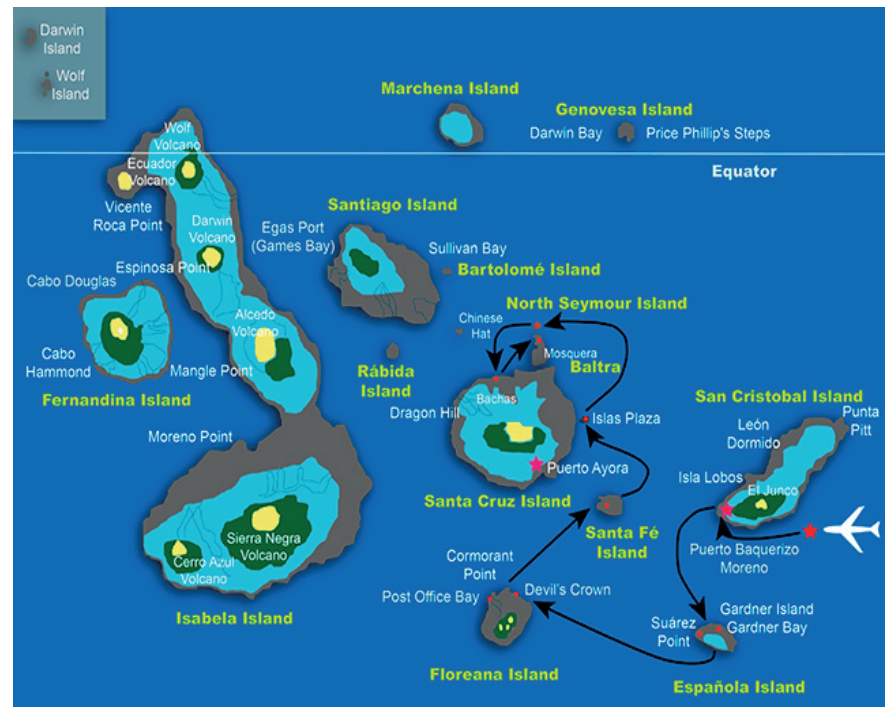 Darwin
Island
Wolf
Island
Marchena Island
Genovesa Island
Darwin Bay
Price Phillip's Steps
Wolf
Volcano
Ecuador
Volcano
Equator
Vicente
Roca Point
Santiago Island
Darwin
Volcano
Egas Port
(Games Bay)
Sullivan Bay
Bartolomé Island
Espinosa Point
Cabo Douglas
North Seymour Island
Alcedo
Volcano
Chinese
Hat
Mosquera
Cabo
Hammond
Mangle Point
Rábida
Island
Baltra
Fernandina Island
Bachas
San Cristobal Island
Dragon Hill
Islas Plaza
León
Dormido
Punta
Pitt
Moreno Point
Puerto Ayora
Isla Lobos
El Junco
Santa Cruz Island
Santa Fé
Island
Sierra Negra
Volcano
Puerto Baquerizo
Moreno
Cerro Azul
Volcano
Cormorant
Point
Post Office Bay
Devil's Crown
Isabela Island
Suárez
Point
Gardner Island
Gardner Bay
Floreana Island
Española Island